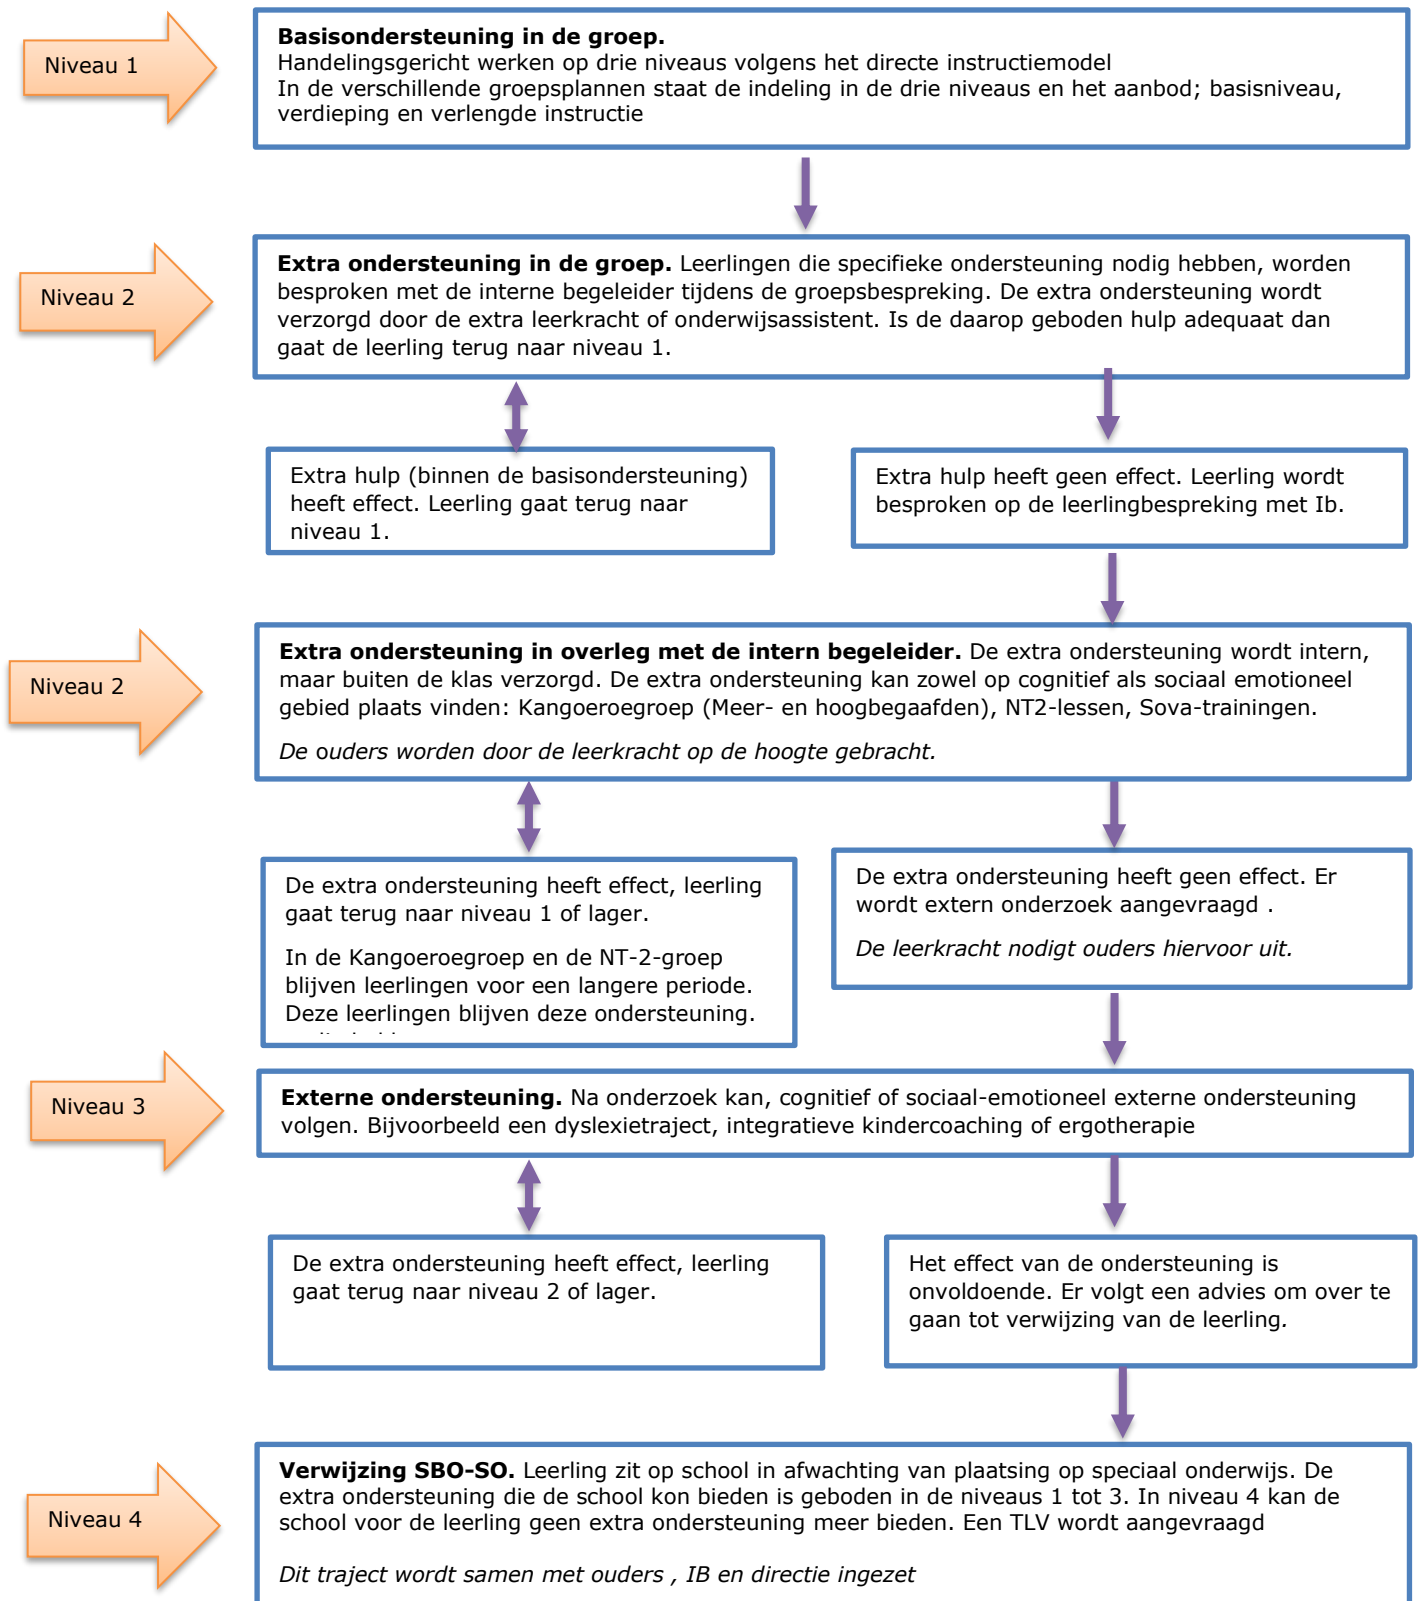 Niveau 1
Basisondersteuning in de groep.
Handelingsgericht werken op drie niveaus volgens het directe instructiemodel
In de verschillende groepsplannen staat de indeling in de drie niveaus en het aanbod; basisniveau,
verdieping en verlengde instructie
Niveau 2
Extra ondersteuning in de groep. Leerlingen die specifieke ondersteuning nodig hebben, worden
besproken met de interne begeleider tijdens de groepsbespreking. De extra ondersteuning wordt
verzorgd door de extra leerkracht of onderwijsassistent. Is de daarop geboden hulp adequaat dan
gaat de leerling terug naar niveau 1.
Extra hulp (binnen de basisondersteuning)
heeft effect. Leerling gaat terug naar
niveau 1.
Extra hulp heeft geen effect. Leerling wordt
besproken op de leerlingbespreking met Ib.
Niveau 2
Extra ondersteuning in overleg met de intern begeleider. De extra ondersteuning wordt intern,
maar buiten de klas verzorgd. De extra ondersteuning kan zowel op cognitief als sociaal emotioneel
gebied plaats vinden: Kangoeroegroep (Meer- en hoogbegaafden), NT2-lessen, Sova-trainingen.
De ouders worden door de leerkracht op de hoogte gebracht.
De extra ondersteuning heeft effect, leerling
gaat terug naar niveau 1 of lager.
In de Kangoeroegroep en de NT-2-groep
blijven leerlingen voor een langere periode.
Deze leerlingen blijven deze ondersteuning.
De extra ondersteuning heeft geen effect. Er
wordt extern onderzoek aangevraagd .
De leerkracht nodigt ouders hiervoor uit.
Niveau 3
Externe ondersteuning. Na onderzoek kan, cognitief of sociaal-emotioneel externe ondersteuning
volgen. Bijvoorbeeld een dyslexietraject, integratieve kindercoaching of ergotherapie
De extra ondersteuning heeft effect, leerling
gaat terug naar niveau 2 of lager.
Het effect van de ondersteuning is
onvoldoende. Er volgt een advies om over te
gaan tot verwijzing van de leerling.
Niveau 4
Verwijzing SBO-SO. Leerling zit op school in afwachting van plaatsing op speciaal onderwijs. De
extra ondersteuning die de school kon bieden is geboden in de niveaus 1 tot 3. In niveau 4 kan de
school voor de leerling geen extra ondersteuning meer bieden. Een TLV wordt aangevraagd
Dit traject wordt samen met ouders , IB en directie ingezet